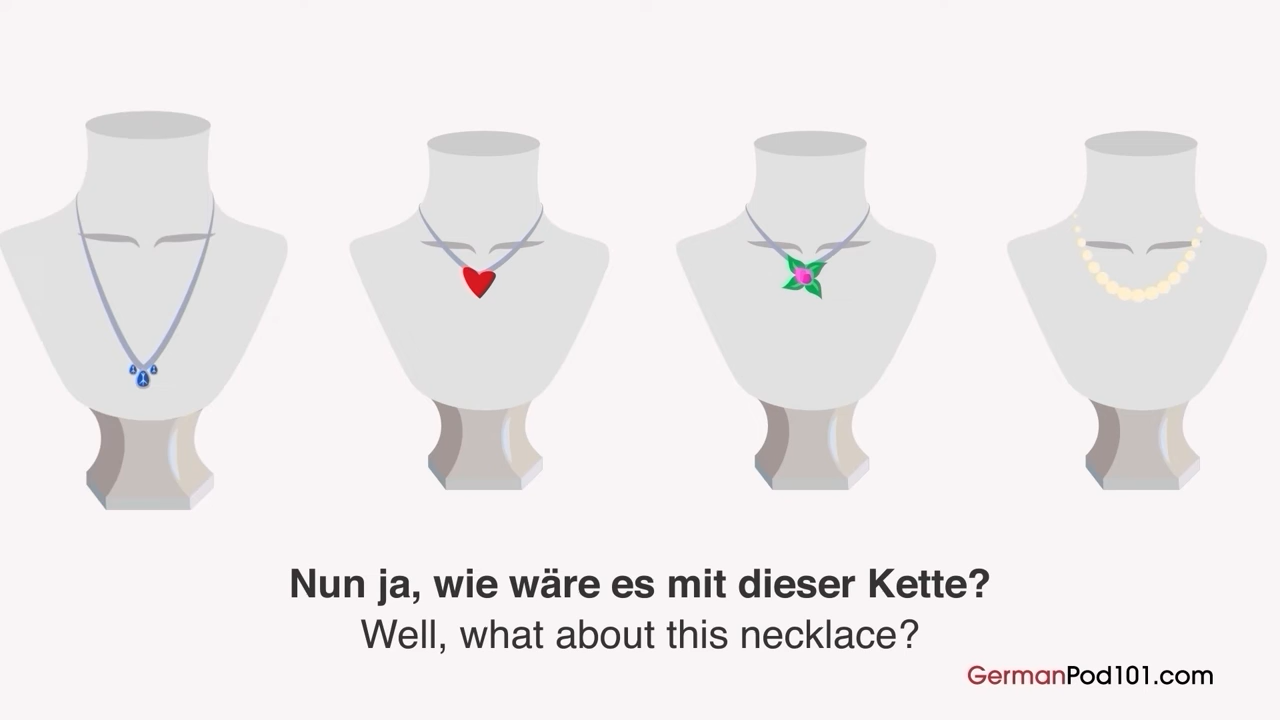 Nun ja, wie wäre es mit dieser Kette?
Well, what about this necklace?
GermanPod101.com